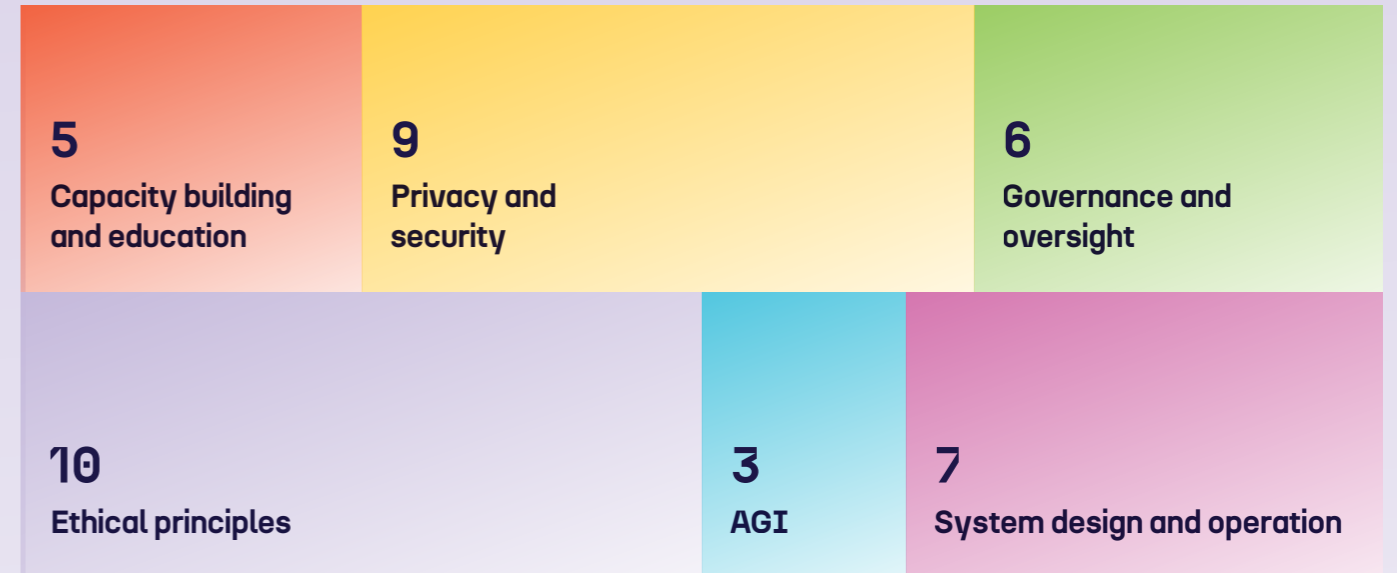 5
Capacity building
and education
9
Privacy and
security
6
Governance and
oversight
10
Ethical principles
3
AGI
7
System design and operation